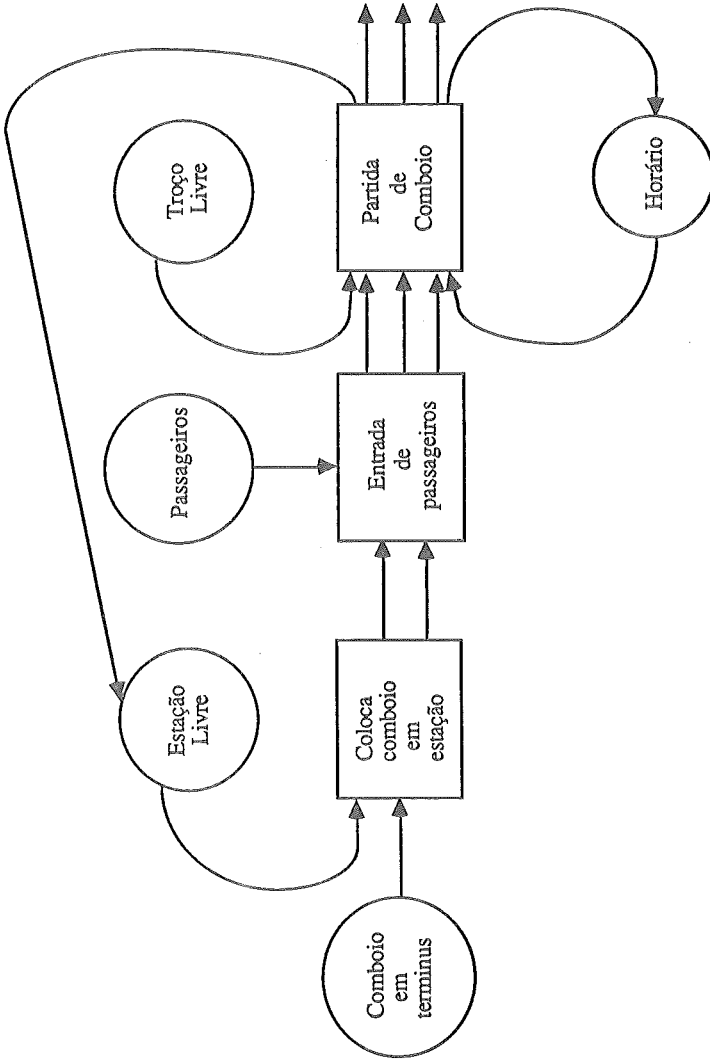 Estação
Livre
Passageiros
Troço
Livre
Comboio
em
terminus
Coloca
comboio
em
estação
Entrada
de
passageiros
Partida
de
Comboio
Horário